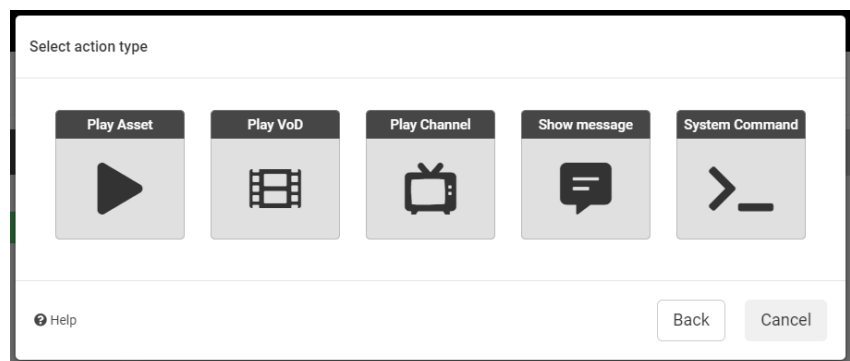 Select action type
Play Asset
Play VoD
Play Channel
Show message
System Command
Help
Back
Cancel